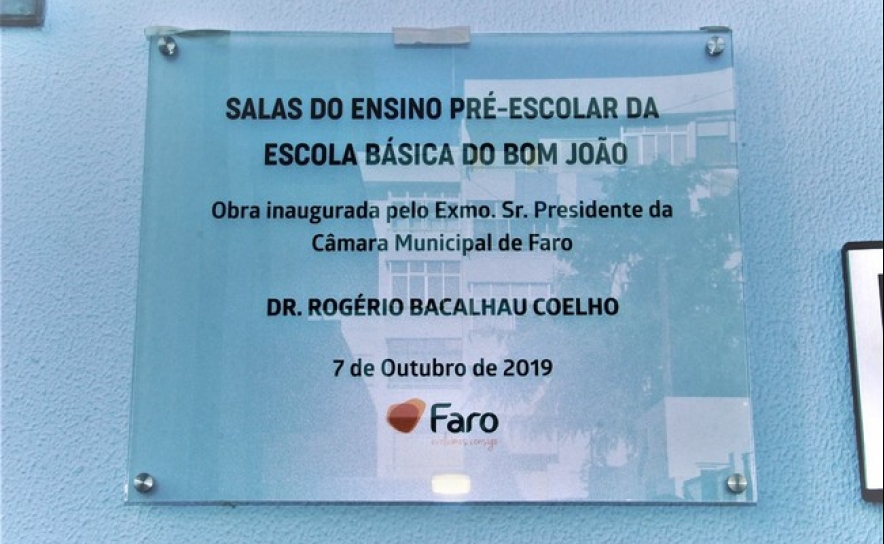 SALAS DO ENSINO PRÉ-ESCOLAR DA
ESCOLA BÁSICA DO BOM JOÃO
Obra inaugurada pelo Exmo. Sr. Presidente da
Câmara Municipal de Faro
DR. ROGÉRIO BACALHAU COELHO
7 de Outubro de 2019
Faro